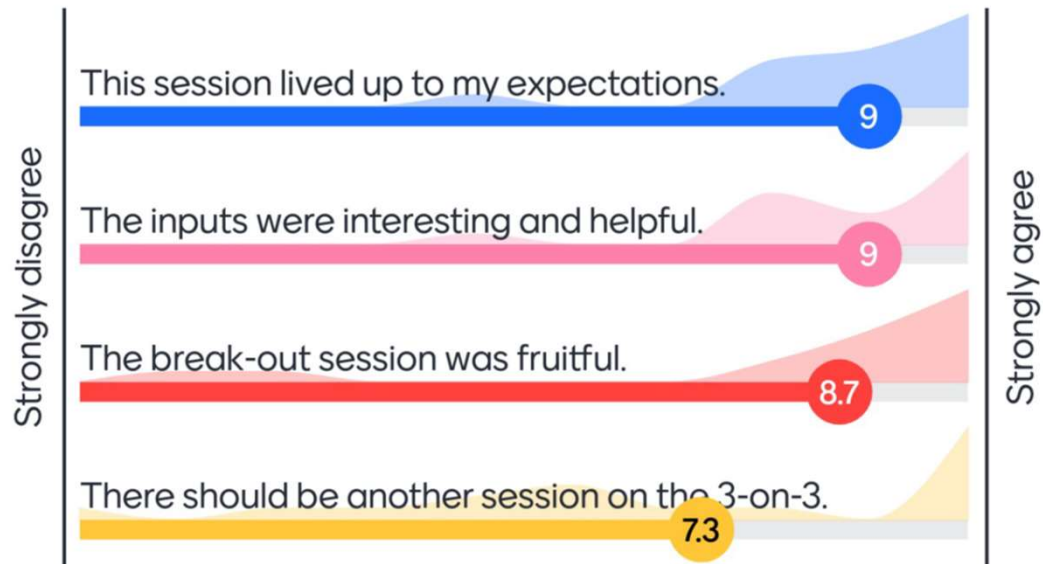 Strongly disagree
This session lived up to my expectations.
9
The inputs were interesting and helpful.
9
The break-out session was fruitful.
8.7
There should be another session on the 3-on-3.
7.3
Strongly agree